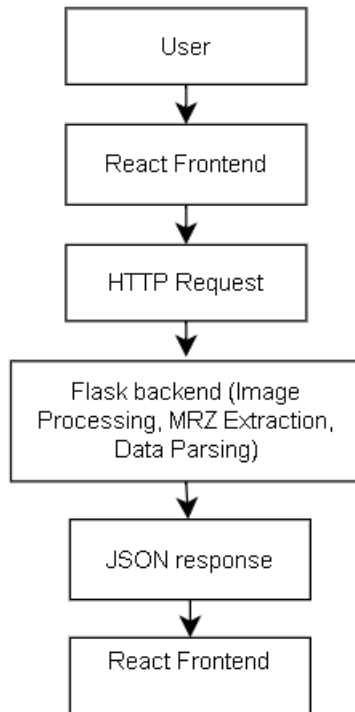 User
React Frontend
HTTP Request
Flask backend (Image
Processing, MRZ Extraction,
Data Parsing)
JSON response
React Frontend